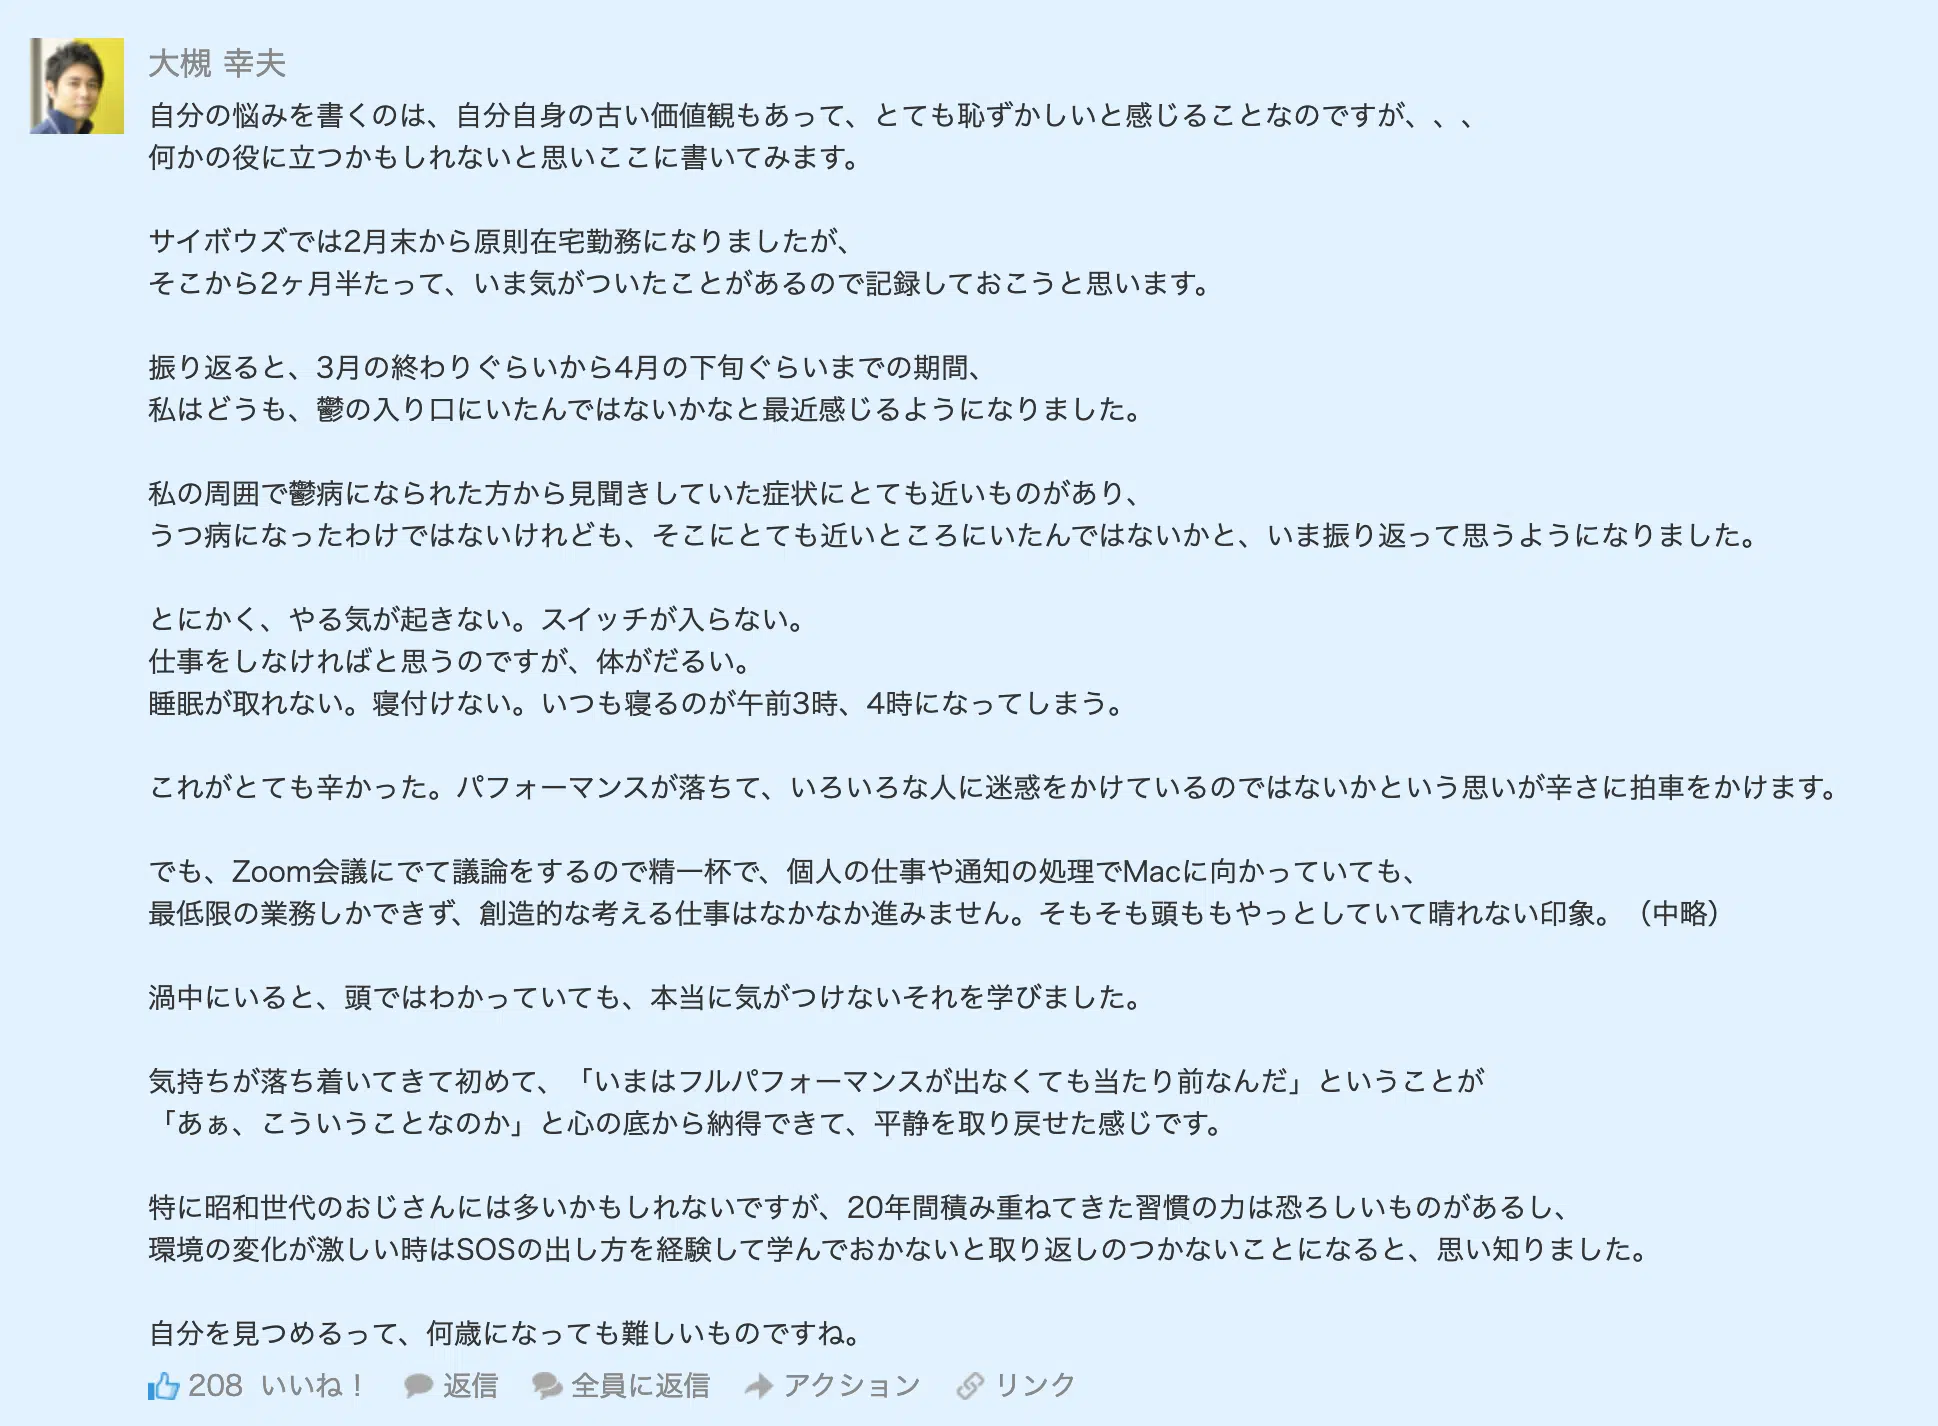 大槻 幸夫
自分の悩みを書くのは、自分自身の古い価値観もあって、とても恥ずかしいと感じることなのですが、、、
何かの役に立つかもしれないと思いここに書いてみます。
サイボウズでは2月末から原則在宅勤務になりましたが、
そこから2ヶ月半たって、いま気がついたことがあるので記録しておこうと思います。
振り返ると、3月の終わりぐらいから4月の下旬ぐらいまでの期間、
私はどうも、鬱の入り口にいたんではないかなと最近感じるようになりました。
私の周囲で鬱病になられた方から見聞きしていた症状にとても近いものがあり、
うつ病になったわけではないけれども、そこにとても近いところにいたんではないかと、いま振り返って思うようになりました。
とにかく、やる気が起きない。スイッチが入らない。
仕事をしなければと思うのですが、体がだるい。
睡眠が取れない。寝付けない。いつも寝るのが午前3時、4時になってしまう。
これがとても辛かった。パフォーマンスが落ちて、いろいろな人に迷惑をかけているのではないかという思いが辛さに拍車をかけます。
でも、Zoom会議にでて議論をするので精一杯で、個人の仕事や通知の処理でMacに向かっていても、
最低限の業務しかできず、創造的な考える仕事はなかなか進みません。そもそも頭ももやっとしていて晴れない印象。（中略）
渦中にいると、頭ではわかっていても、本当に気がつけないそれを学びました。
気持ちが落ち着いてきて初めて、「いまはフルパフォーマンスが出なくても当たり前なんだ」ということが
「あぁ、こういうことなのか」と心の底から納得できて、平静を取り戻せた感じです。
特に昭和世代のおじさんには多いかもしれないですが、20年間積み重ねてきた習慣の力は恐ろしいものがあるし、
環境の変化が激しい時はSOSの出し方を経験して学んでおかないと取り返しのつかないことになると、思い知りました。
自分を見つめるって、何歳になっても難しいものですね。
208 いいね！ 返信 全員に返信 アクション リンク